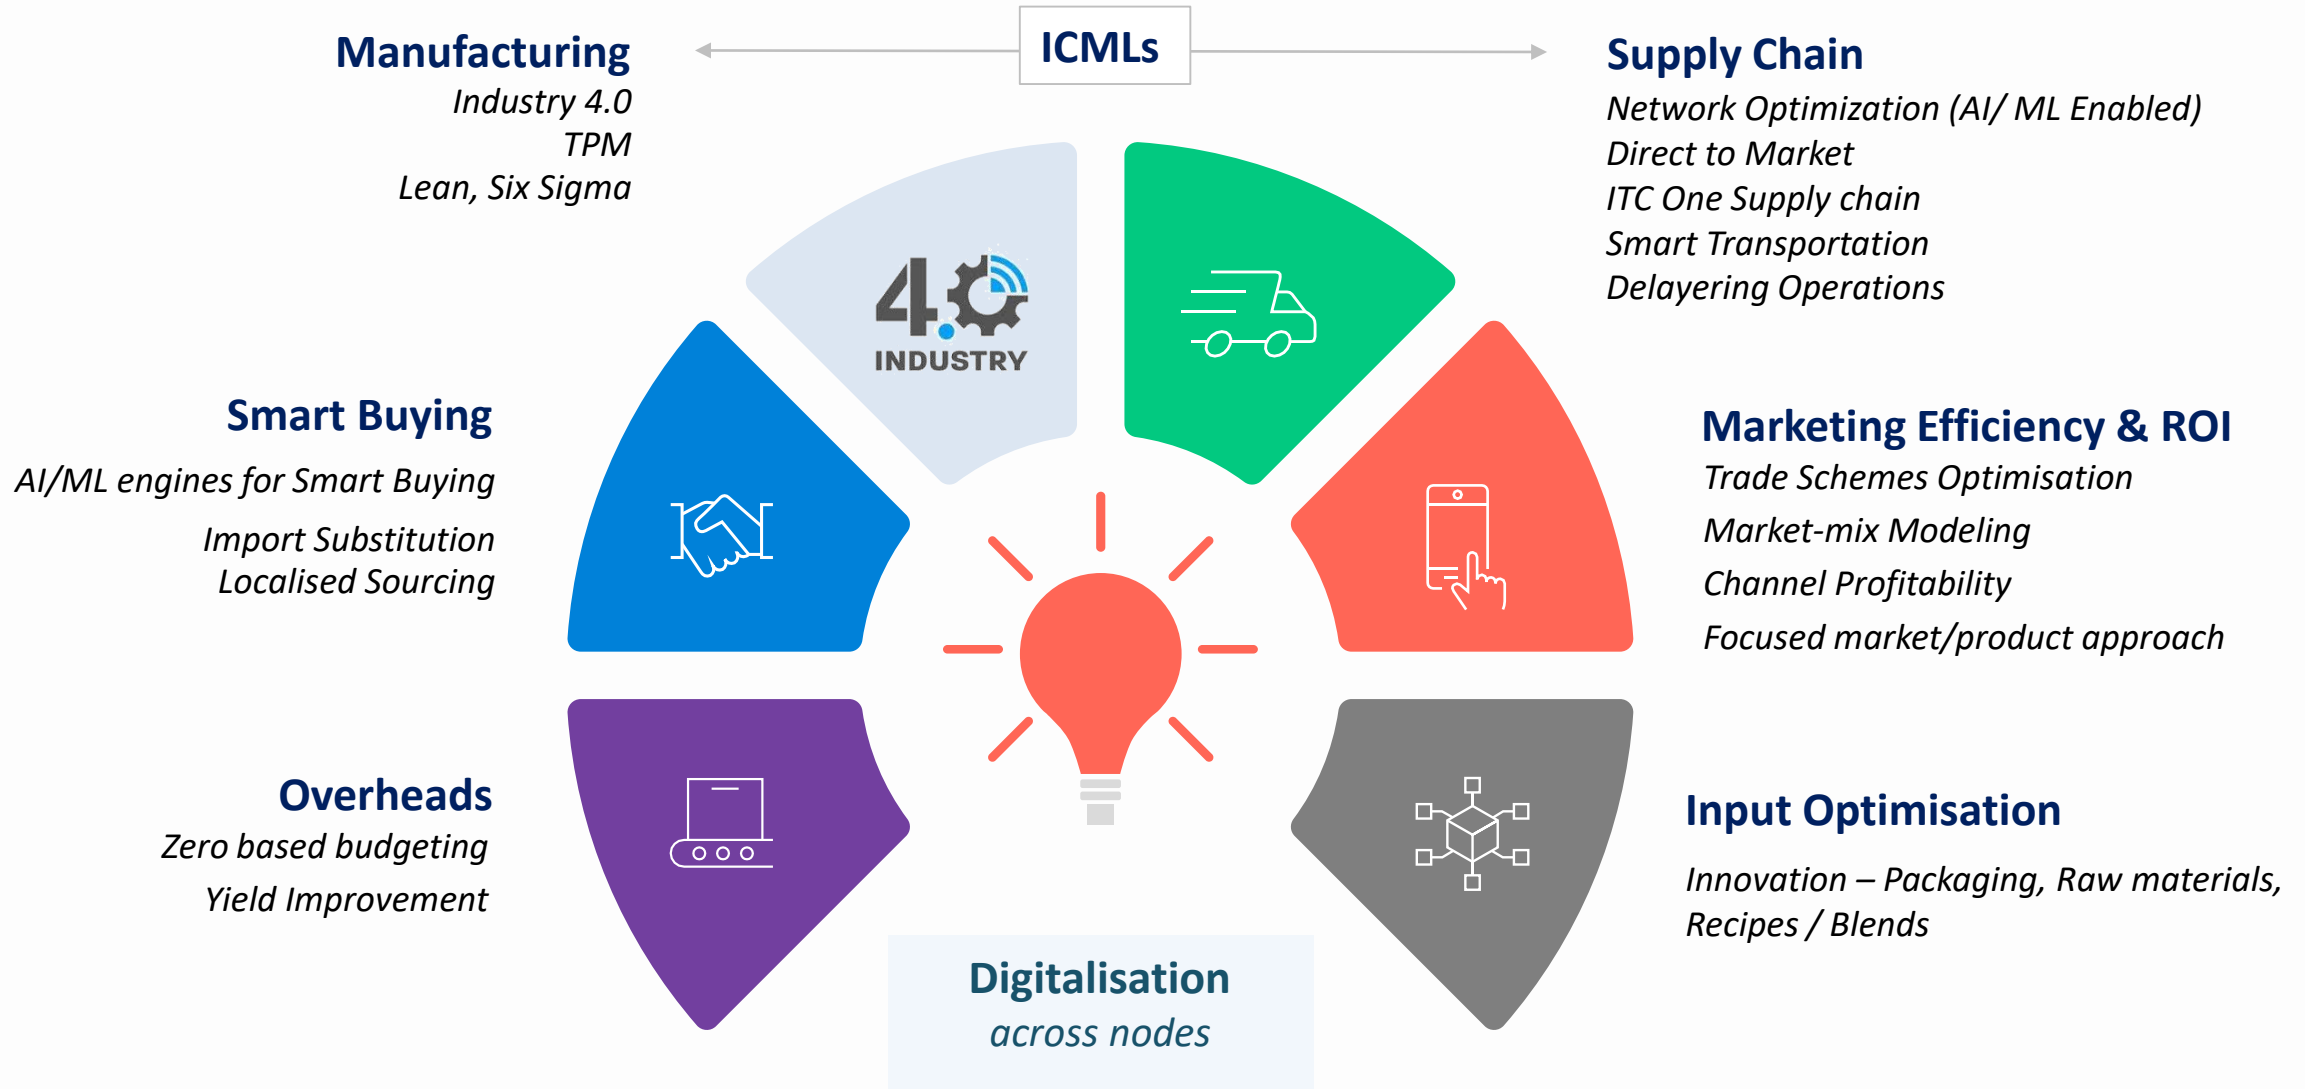 ICMLs
Manufacturing
Industry 4.0
TPM
Lean, Six Sigma
Supply Chain
Network Optimization (AI/ ML Enabled)
Direct to Market
ITC One Supply chain
Smart Transportation
Delayering Operations
4.0
INDUSTRY
Smart Buying
AI/ML engines for Smart Buying
Import Substitution
Localised Sourcing
Marketing Efficiency & ROI
Trade Schemes Optimisation
Market-mix Modeling
Channel Profitability
Focused market/product approach
Overheads
Zero based budgeting
Yield Improvement
Input Optimisation
Innovation – Packaging, Raw materials,
Recipes / Blends
Digitalisation
across nodes